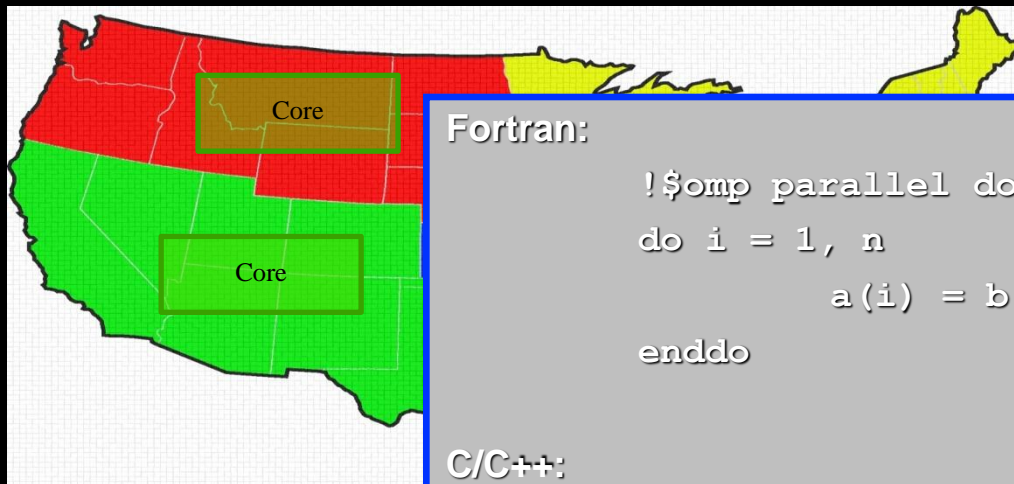 Core
Core
Fortran:
!$omp parallel do
do i = 1, n
a(i) = b
enddo
C/C++: